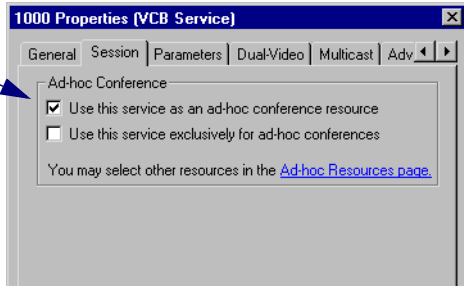 1000 Properties (VCB Service)
General Session Parameters Dual-Video Multicast Adv
Ad-hoc Conference
Use this service as an ad-hoc conference resource
Use this service exclusively for ad-hoc conferences
You may select other resources in the Ad-hoc Resources page.